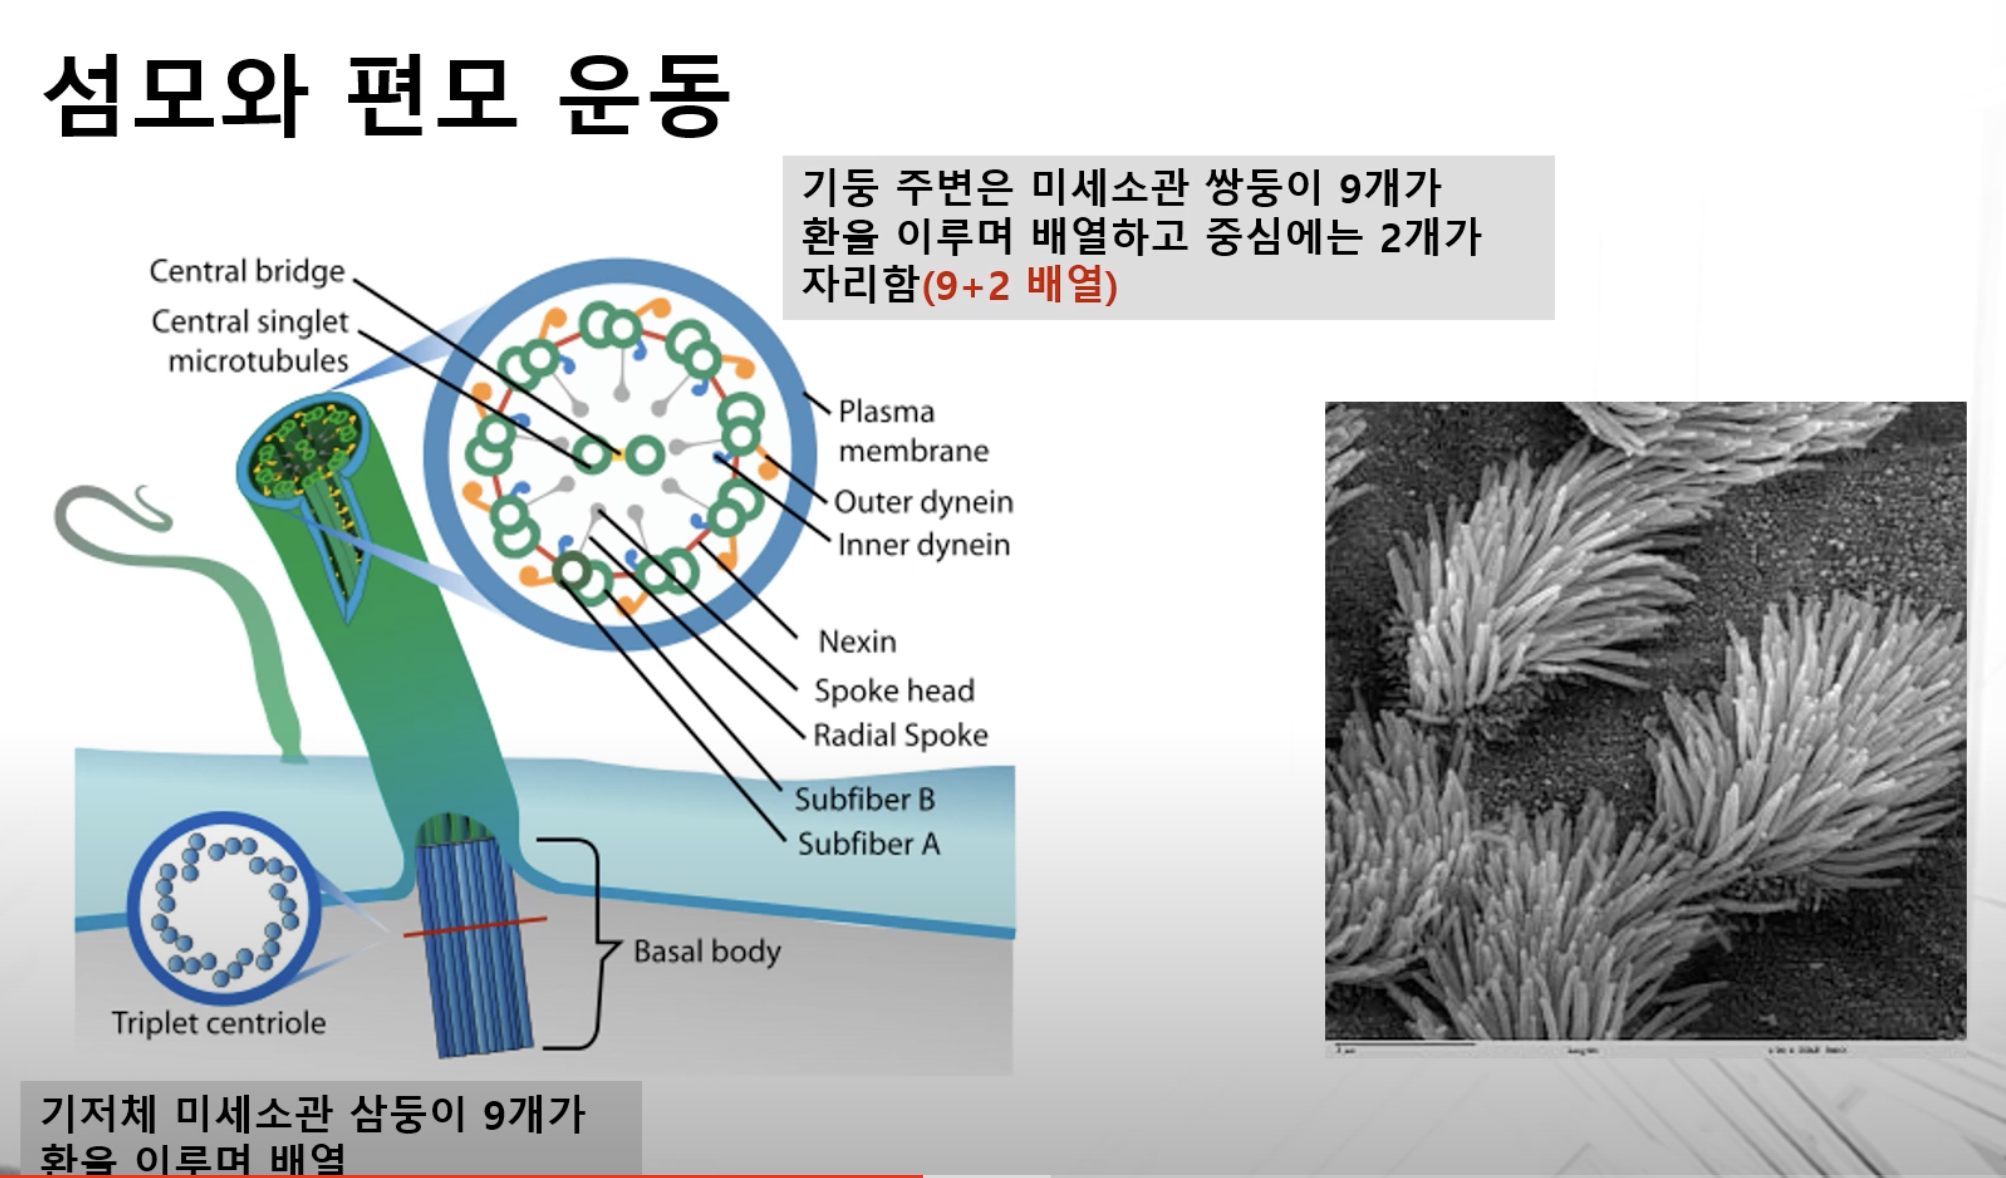 섬모와 편모 운동
기둥 주변은 미세소관 쌍둥이 9개가
환을 이루며 배열하고 중심에는 2개가
자리함(9+2 배열)
Central bridge
Central singlet
microtubules
Plasma
membrane
Outer dynein
Inner dynein
Nexin
Spoke head
Radial Spoke
Subfiber B
Subfiber A
Basal body
Triplet centriole
기저체 미세소관 삼둥이 9개가
환을 이루며 배열